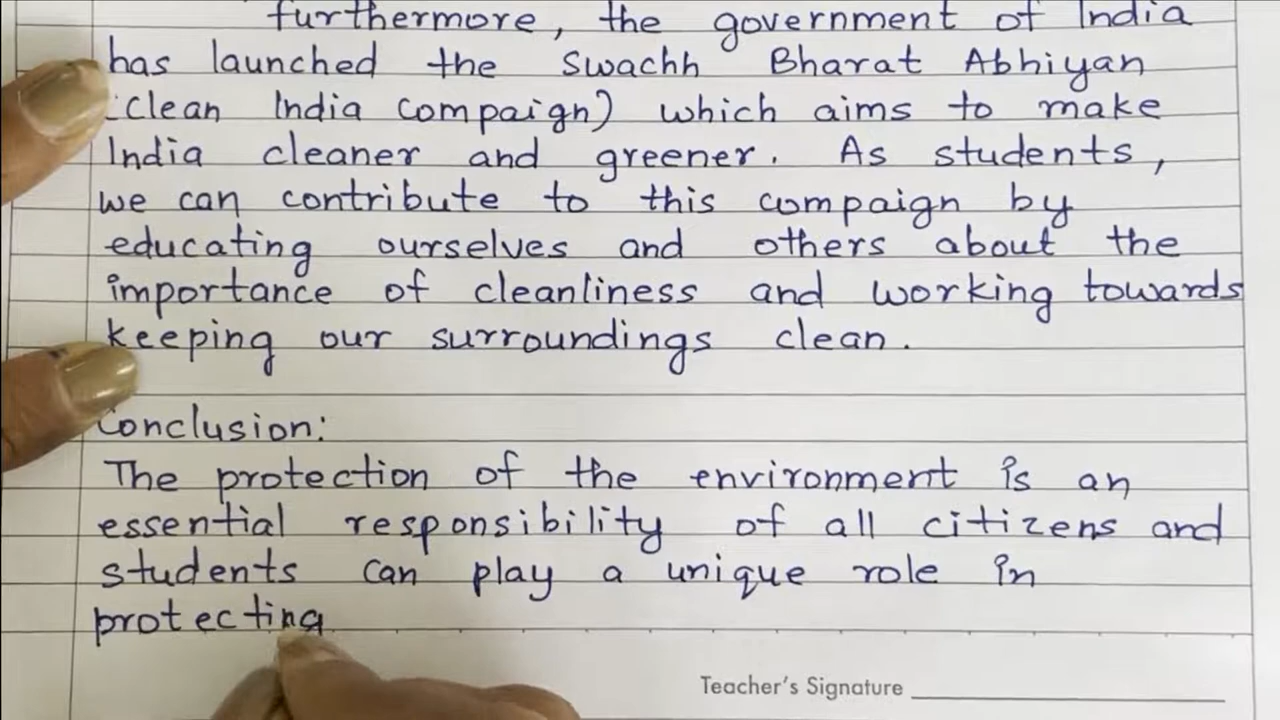 furthermore, the government of India
has launched the Swachh Bharat Abhiyan
(clean India compaign) which aims to make
India cleaner and greener. As students,
we can contribute to this compaign by
educating ourselves and others about the
importance of cleanliness and working towards
keeping our surroundings clean.
Conclusion:
The protection of the environment is an
essential responsibility of all citizens and
students can play a unique role in
protecting
Teacher's Signature